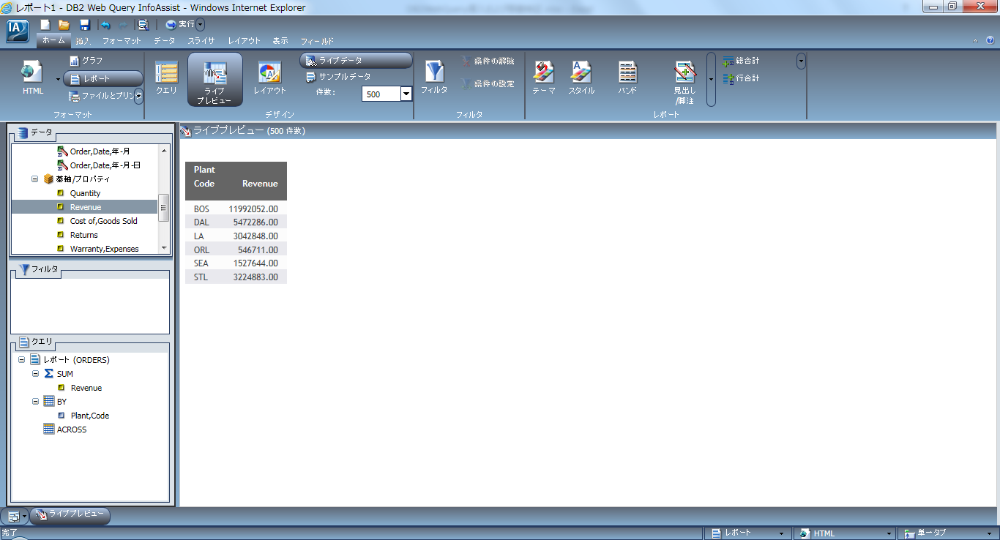 レポート1 - DB2 Web Query InfoAssist - Windows Internet Explorer
IA
実行
ホーム 挿入 フォーマット データ スライサ レイアウト 表示 フィールド
HTML
グラフ
レポート
ファイルとプリン
フォーマット
クエリ
ライブ
プレビュー
レイアウト
ライブデータ
サンプルデータ
件数: 500
デザイン
フィルタ
条件の解除
条件の設定
フィルタ
テーマ
スタイル
バンド
見出し
/脚注
総合計
行合計
レポート
データ
Order,Date,年-月
Order,Date,年-月-日
基軸/プロパティ
Quantity
Revenue
Cost of,Goods Sold
Returns
Warranty,Expenses
フィルタ
クエリ
レポート (ORDERS)
SUM
Revenue
BY
Plant,Code
ACROSS
ライブプレビュー (500 件数)
Plant
Code Revenue
BOS 11992052.00
DAL 5472286.00
LA 3042848.00
ORL 546711.00
SEA 1527644.00
STL 3224883.00
ライブプレビュー
完了
レポート
HTML
単一タブ